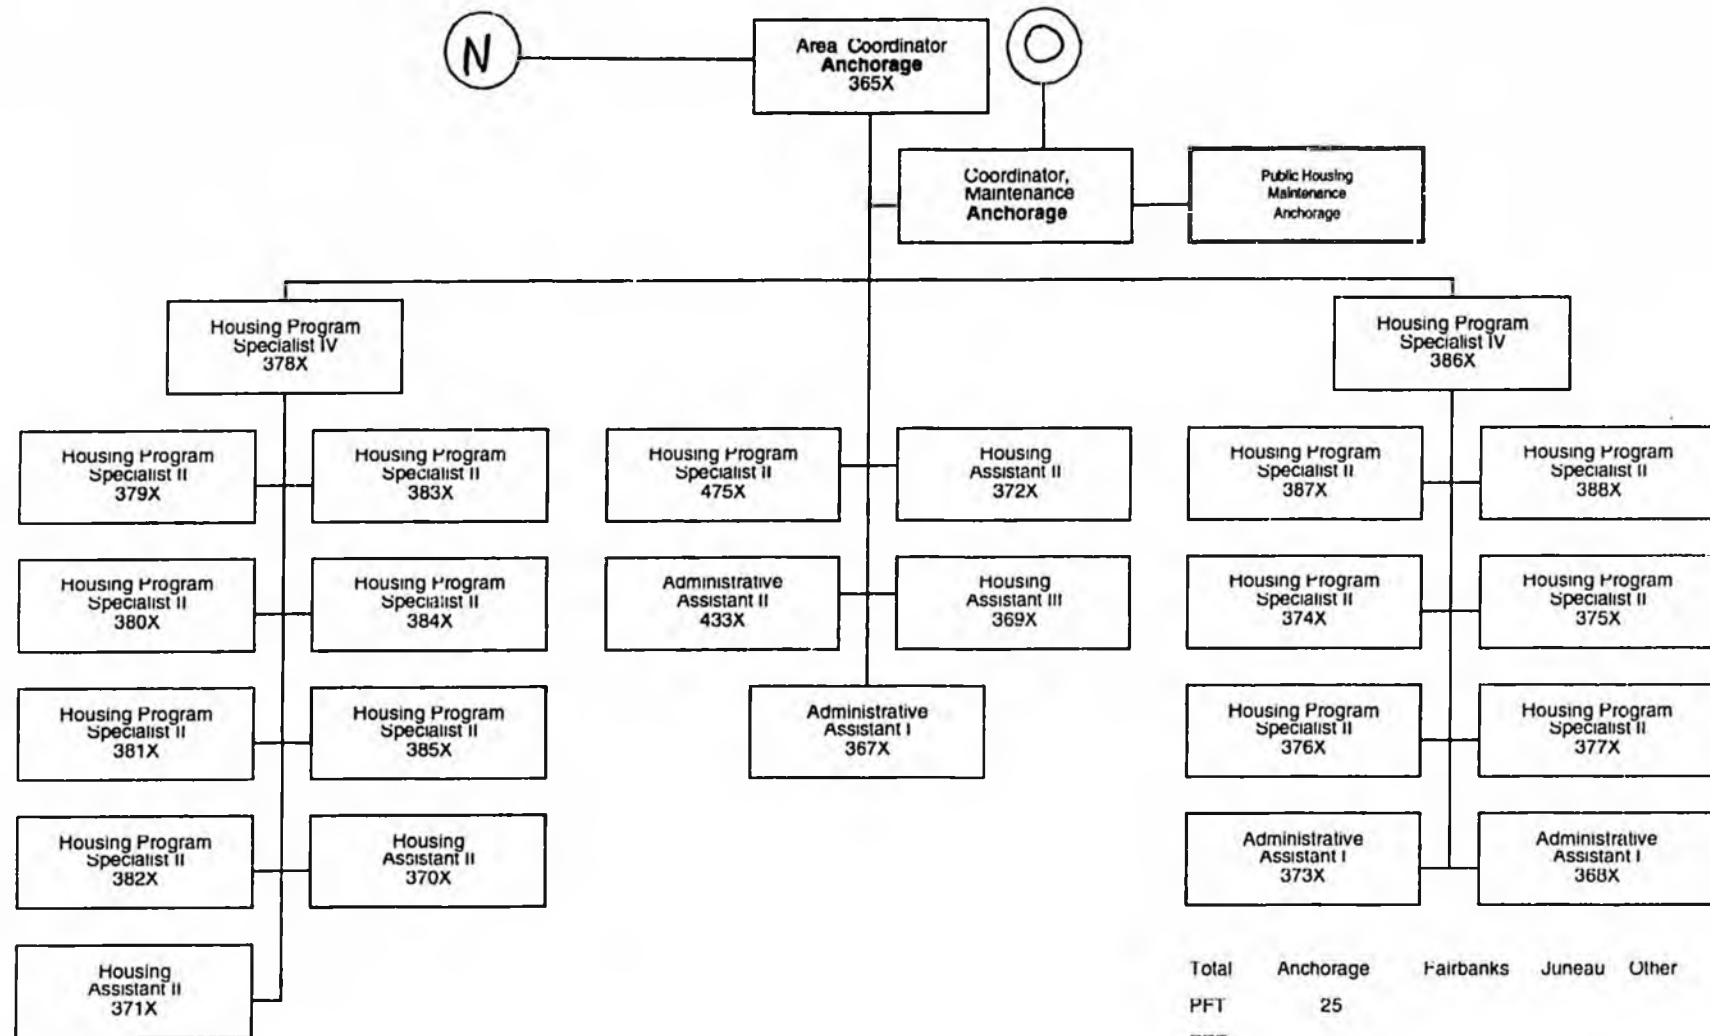 N
Area Coordinator
Anchorage
365X
O
Coordinator,
Maintenance
Anchorage
Public Housing
Maintenance
Anchorage
Housing Program
Specialist IV
378X
Housing Program
Specialist IV
386X
Housing Program
Specialist II
379X
Housing Program
Specialist II
383X
Housing Program
Specialist II
475X
Housing
Assistant II
372X
Housing Program
Specialist II
387X
Housing Program
Specialist II
388X
Housing Program
Specialist II
380X
Housing Program
Specialist II
384X
Administrative
Assistant II
433X
Housing
Assistant III
369X
Housing Program
Specialist II
374X
Housing Program
Specialist II
375X
Housing Program
Specialist II
381X
Housing Program
Specialist II
385X
Administrative
Assistant I
367X
Housing Program
Specialist II
376X
Housing Program
Specialist II
377X
Housing Program
Specialist II
382X
Housing
Assistant II
370X
Administrative
Assistant I
373X
Administrative
Assistant I
368X
Housing
Assistant II
371X
Total Anchorage Fairbanks Juneau Other
PFT 25